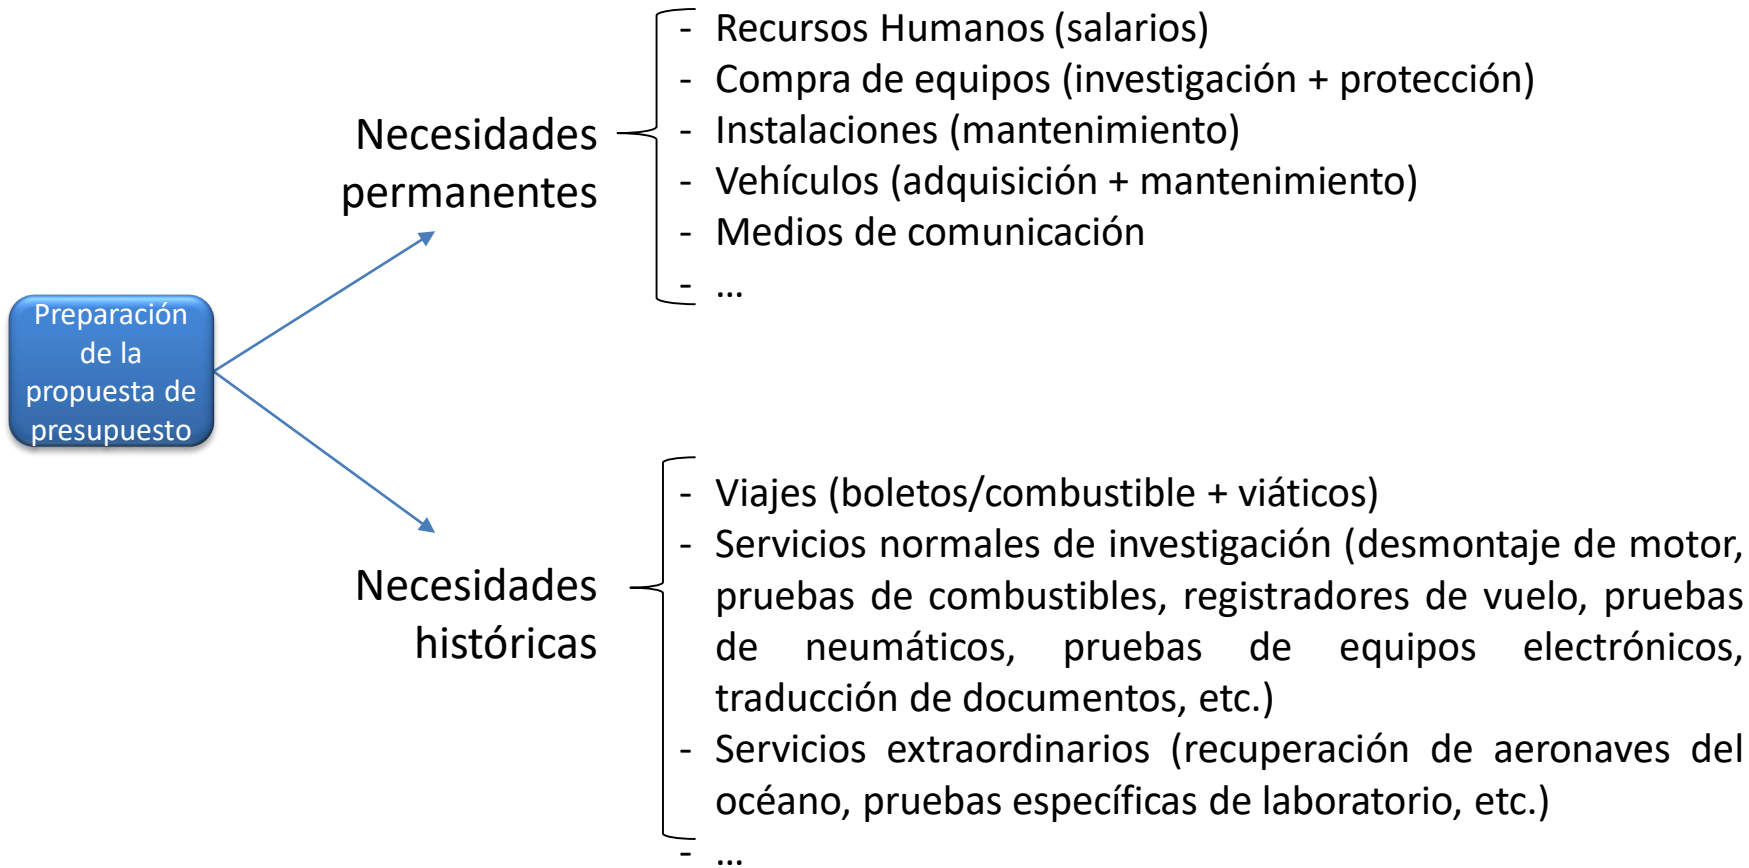 Preparación
de la
propuesta de
presupuesto
Necesidades
permanentes
- Recursos Humanos (salarios)
- Compra de equipos (investigación + protección)
- Instalaciones (mantenimiento)
- Vehículos (adquisición + mantenimiento)
- Medios de comunicación
- …
Necesidades
históricas
- Viajes (boletos/combustible + viáticos)
- Servicios normales de investigación (desmontaje de motor,
pruebas de combustibles, registradores de vuelo, pruebas
de neumáticos, pruebas de equipos electrónicos,
traducción de documentos, etc.)
- Servicios extraordinarios (recuperación de aeronaves del
océano, pruebas específicas de laboratorio, etc.)
- …